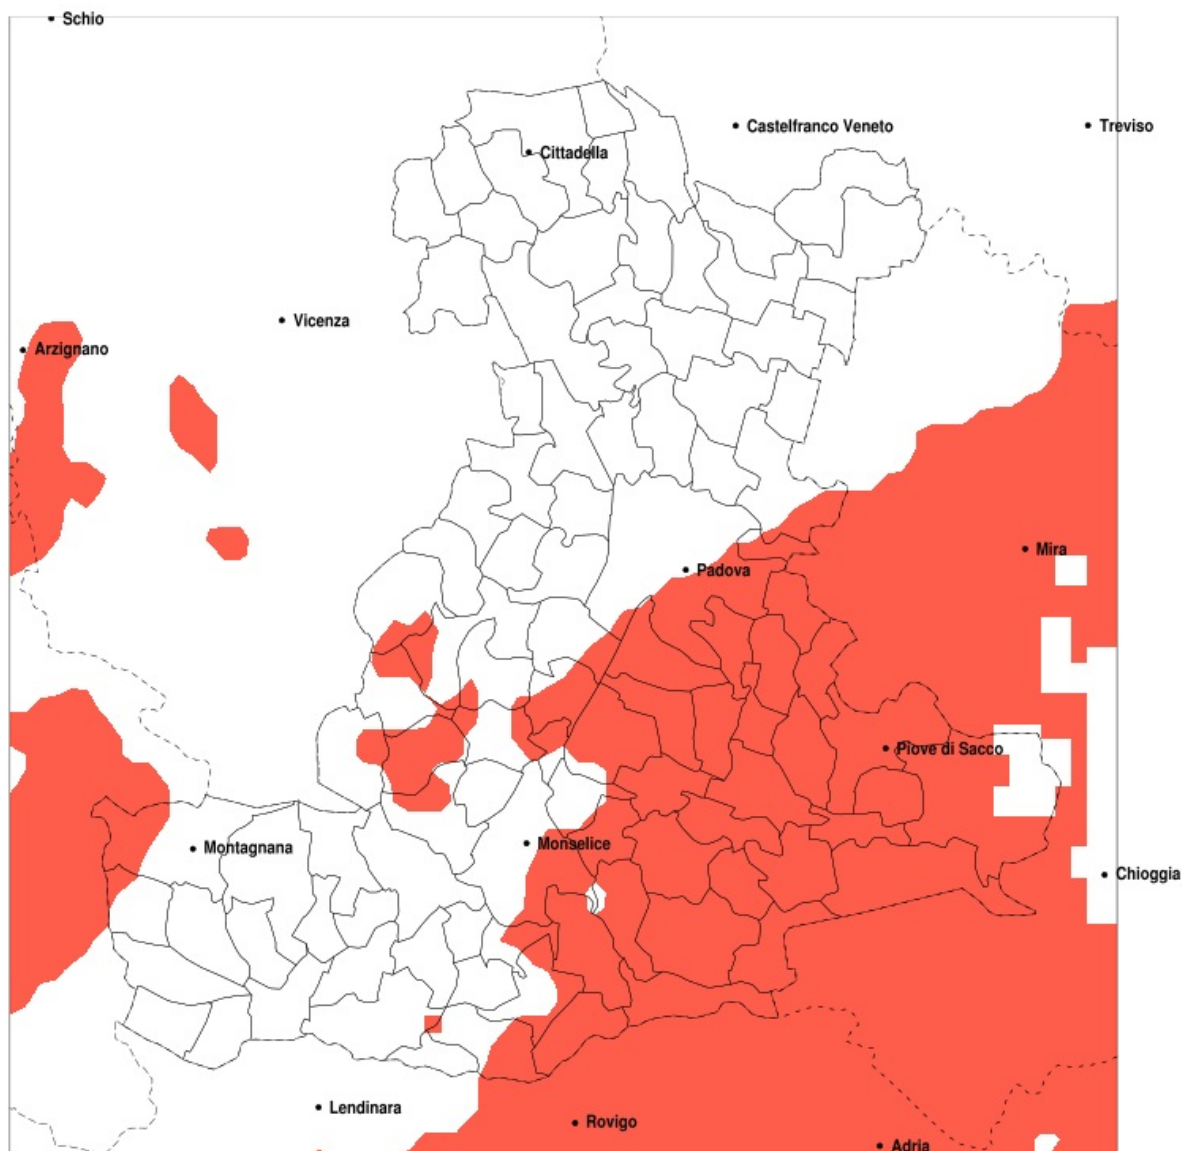 Schio
Castelfranco Veneto
Treviso
Cittadella
Vicenza
Arzignano
Mira
Padova
Piove di Sacco
Monselice
Montagnana
Chioggia
Lendinara
Rovigo
Adria